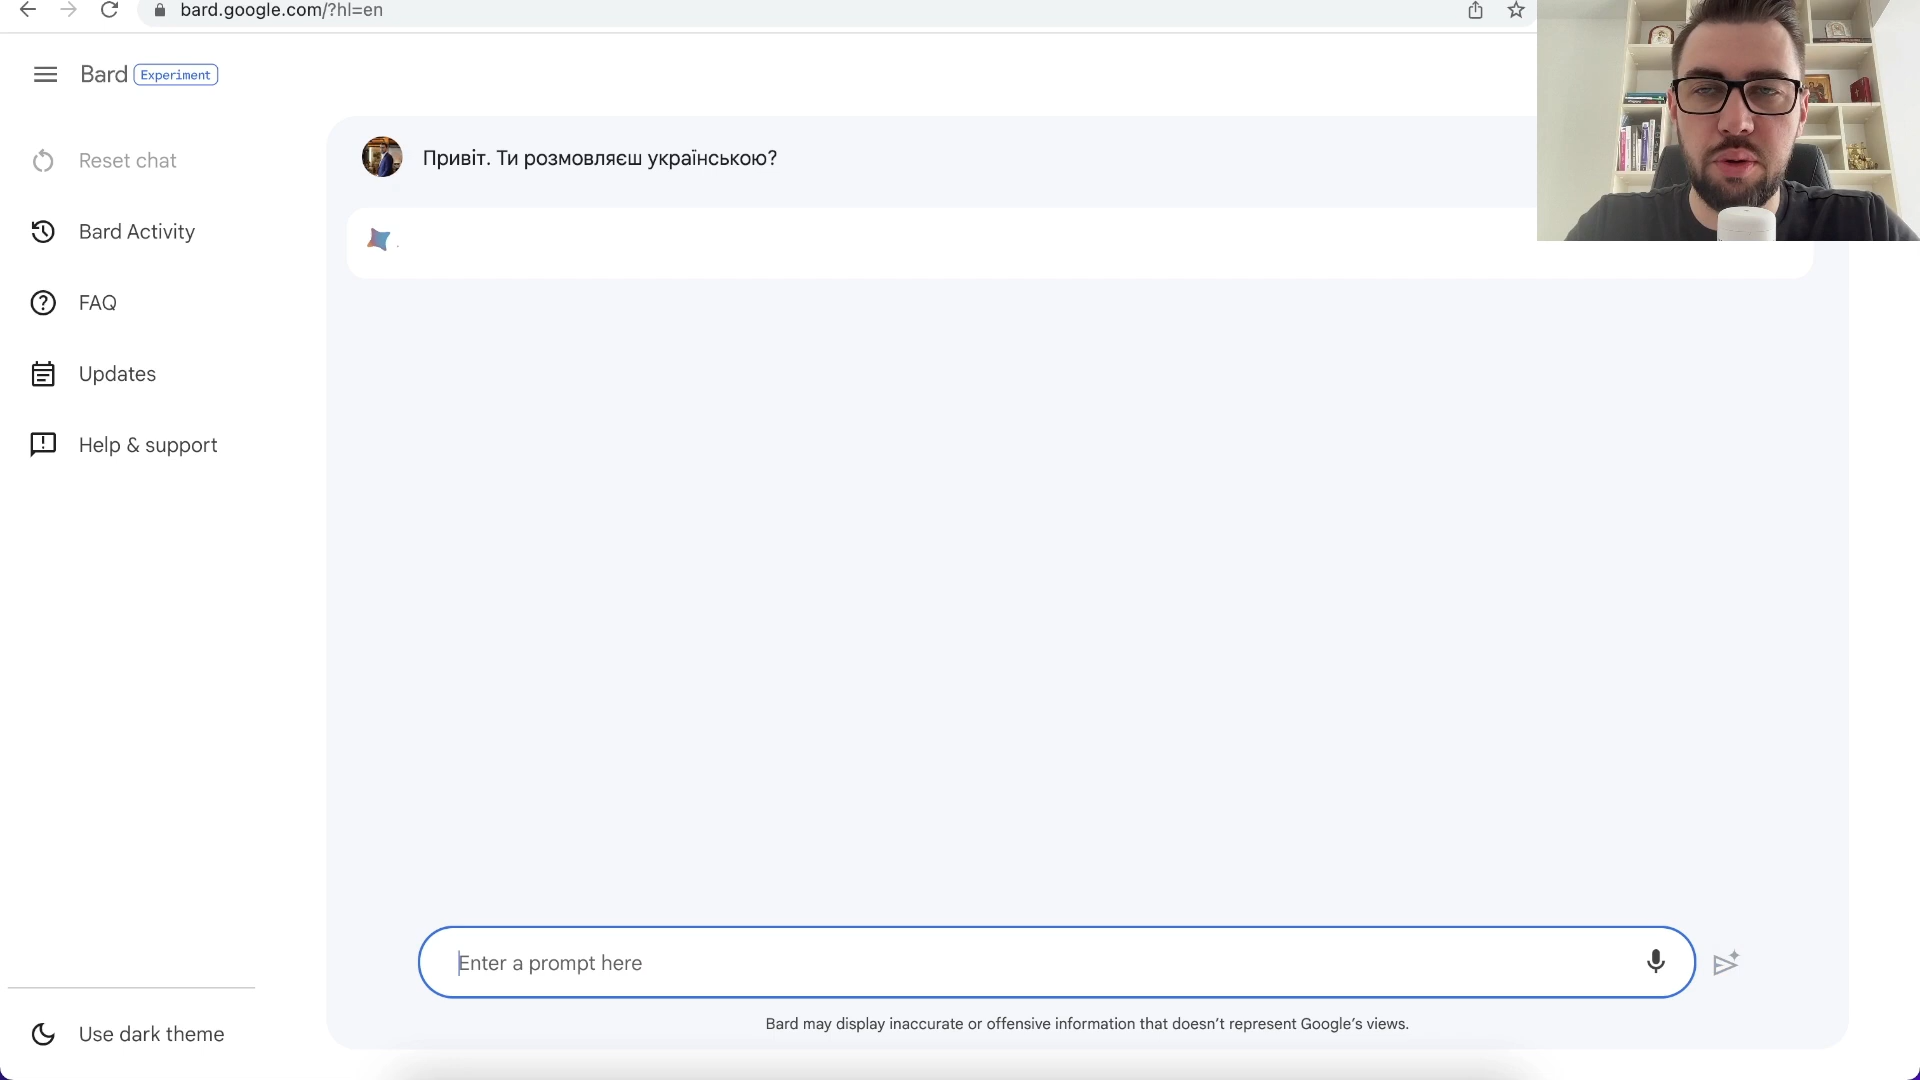 bard.google.com/?hl=en
Bard Experiment
Reset chat
Bard Activity
FAQ
Updates
Help & support
Use dark theme
Привіт. Ти розмовляєш українською?
Enter a prompt here
Bard may display inaccurate or offensive information that doesn't represent Google's views.